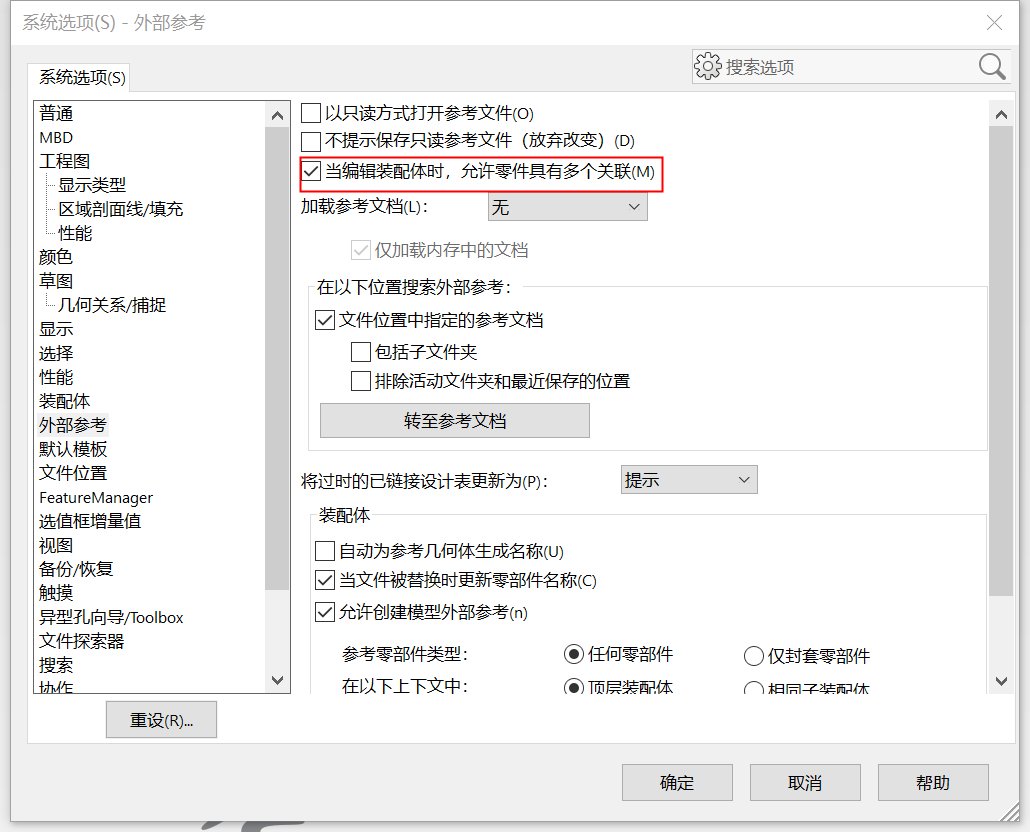 系统选项(S) - 外部参考
系统选项(S)
搜索选项
普通
MBD
工程图
显示类型
区域剖面线/填充
性能
颜色
草图
几何关系/捕捉
显示
选择
性能
装配体
外部参考
默认模板
文件位置
FeatureManager
选值框增量值
视图
备份/恢复
触摸
异型孔向导/Toolbox
文件探索器
搜索
协作
重设(R)...
以只读方式打开参考文件(O)
不提示保存只读参考文件（放弃改变）(D)
当编辑装配体时，允许零件具有多个关联(M)
加载参考文档(L)： 无
仅加载内存中的文档
在以下位置搜索外部参考：
文件位置中指定的参考文档
包括子文件夹
排除活动文件夹和最近保存的位置
转至参考文档
将过时的已链接设计表更新为(P)： 提示
装配体
自动为参考几何体生成名称(U)
当文件被替换时更新零部件名称(C)
允许创建模型外部参考(n)
参考零部件类型： 任何零部件 仅封套零部件
在以下上下文中： 顶层装配体 相同子装配体
确定 取消 帮助